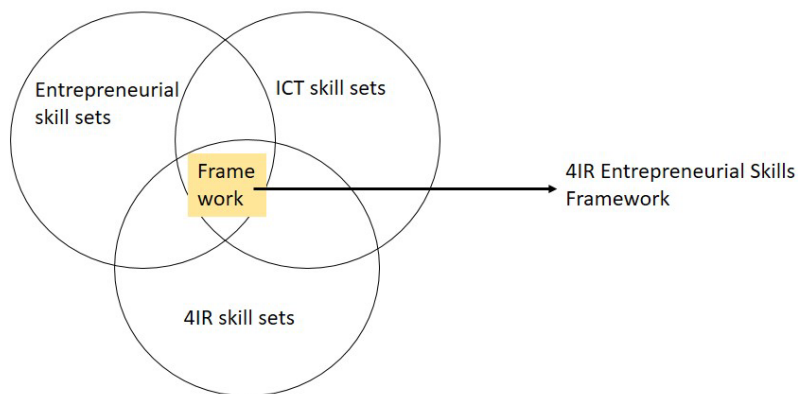 Entrepreneurial
skill sets
ICT skill sets
Frame
work
4IR Entrepreneurial Skills
Framework
4IR skill sets